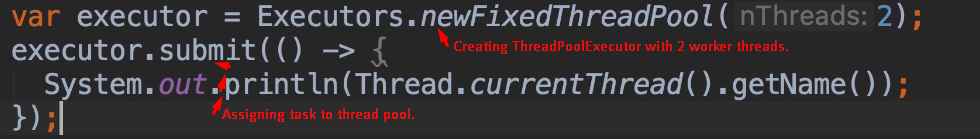 var executor = Executors.newFixedThreadPool( nThreads: 2);
Creating ThreadPoolExecutor with 2 worker threads.
executor.submit(() -> {
System.out.println(Thread.currentThread().getName());
Assigning task to thread pool.
});